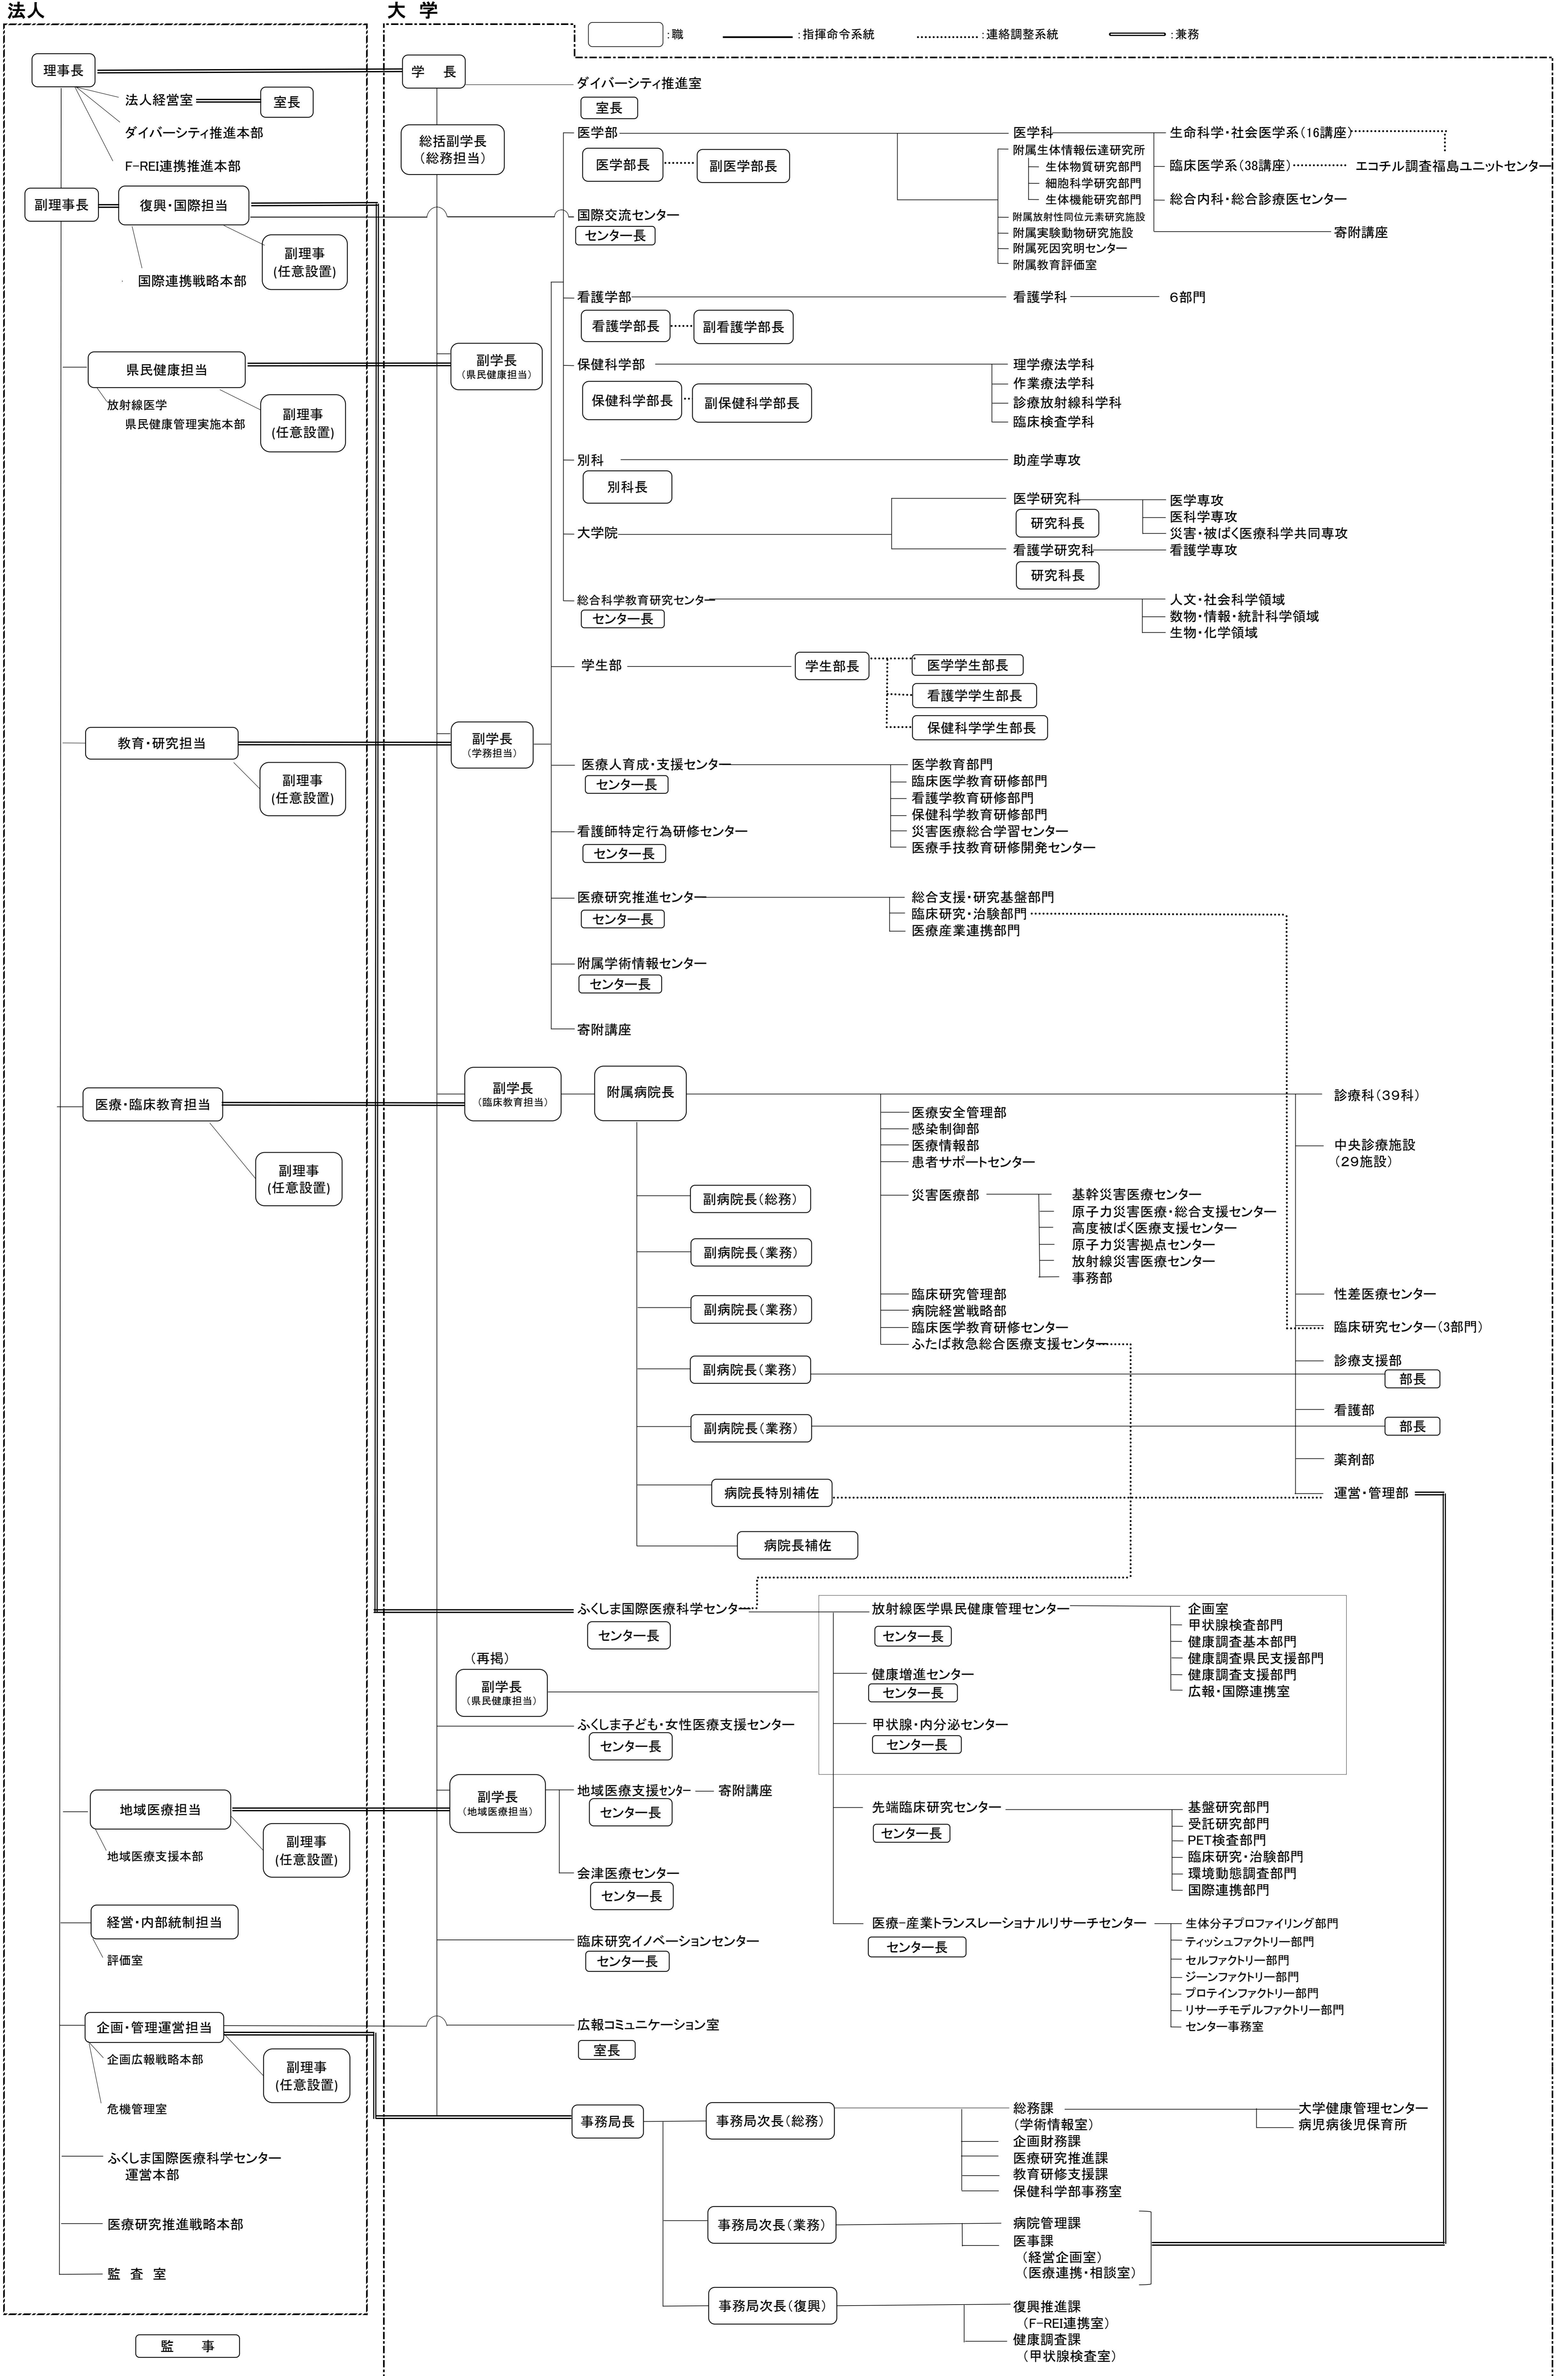 法人
大　学
：職
：指揮命令系統
：連絡調整系統
：兼務
理事長
法人経営室
室長
ダイバーシティ推進本部
F-REI連携推進本部
副理事長
復興・国際担当
副理事
(任意設置)
国際連携戦略本部
県民健康担当
放射線医学
県民健康管理実施本部
副理事
(任意設置)
教育・研究担当
副理事
(任意設置)
医療・臨床教育担当
副理事
(任意設置)
地域医療担当
地域医療支援本部
副理事
(任意設置)
経営・内部統制担当
評価室
企画・管理運営担当
企画広報戦略本部
副理事
(任意設置)
危機管理室
ふくしま国際医療科学センター
運営本部
医療研究推進戦略本部
監　査　室
監　　事
学　長
ダイバーシティ推進室
室長
総括副学長
（総務担当）
医学部
医学部長
副医学部長
医学科
附属生体情報伝達研究所
生体物質研究部門
細胞科学研究部門
生体機能研究部門
附属放射性同位元素研究施設
附属実験動物研究施設
附属死因究明センター
附属教育評価室
生命科学・社会医学系（16講座）
臨床医学系（38講座）
エコチル調査福島ユニットセンター
総合内科・総合診療医センター
寄附講座
国際交流センター
センター長
看護学部
看護学部長
副看護学部長
看護学科
６部門
副学長
（県民健康担当）
保健科学部
保健科学部長
副保健科学部長
理学療法学科
作業療法学科
診療放射線科学科
臨床検査学科
別科
別科長
助産学専攻
大学院
医学研究科
研究科長
医学専攻
医科学専攻
災害・被ばく医療科学共同専攻
看護学研究科
看護学専攻
研究科長
総合科学教育研究センター
センター長
人文・社会科学領域
数物・情報・統計科学領域
生物・化学領域
学生部
学生部長
医学学生部長
看護学学生部長
保健科学学生部長
副学長
（学務担当）
医療人育成・支援センター
センター長
医学教育部門
臨床医学教育研修部門
看護学教育研修部門
保健科学教育研修部門
災害医療総合学習センター
医療手技教育研修開発センター
看護師特定行為研修センター
センター長
医療研究推進センター
センター長
総合支援・研究基盤部門
臨床研究・治験部門
医療産業連携部門
附属学術情報センター
センター長
寄附講座
副学長
（臨床教育担当）
附属病院長
医療安全管理部
感染制御部
医療情報部
患者サポートセンター
災害医療部
基幹災害医療センター
原子力災害医療・総合支援センター
高度被ばく医療支援センター
原子力災害拠点センター
放射線災害医療センター
事務部
臨床研究管理部
病院経営戦略部
臨床医学教育研修センター
ふたば救急総合医療支援センター
副病院長（総務）
副病院長（業務）
副病院長（業務）
副病院長（業務）
副病院長（業務）
病院長特別補佐
病院長補佐
診療科（39科）
中央診療施設
（29施設）
性差医療センター
臨床研究センター（3部門）
診療支援部
部長
看護部
部長
薬剤部
運営・管理部
ふくしま国際医療科学センター
センター長
放射線医学県民健康管理センター
センター長
企画室
甲状腺検査部門
健康調査基本部門
健康調査県民支援部門
健康調査支援部門
広報・国際連携室
（再掲）
副学長
（県民健康担当）
健康増進センター
センター長
甲状腺・内分泌センター
センター長
ふくしま子ども・女性医療支援センター
センター長
副学長
（地域医療担当）
地域医療支援センター
寄附講座
センター長
先端臨床研究センター
センター長
基盤研究部門
受託研究部門
PET検査部門
臨床研究・治験部門
環境動態調査部門
国際連携部門
会津医療センター
センター長
臨床研究イノベーションセンター
センター長
医療-産業トランスレーショナルリサーチセンター
センター長
生体分子プロファイリング部門
ティッシュファクトリー部門
セルファクトリー部門
ジーンファクトリー部門
プロテインファクトリー部門
リサーチモデルファクトリー部門
センター事務室
広報コミュニケーション室
室長
事務局長
事務局次長（総務）
総務課
（学術情報室）
企画財務課
医療研究推進課
教育研修支援課
保健科学部事務室
大学健康管理センター
病児病後児保育所
事務局次長（業務）
病院管理課
医事課
（経営企画室）
（医療連携・相談室）
事務局次長（復興）
復興推進課
（F-REI連携室）
健康調査課
（甲状腺検査室）